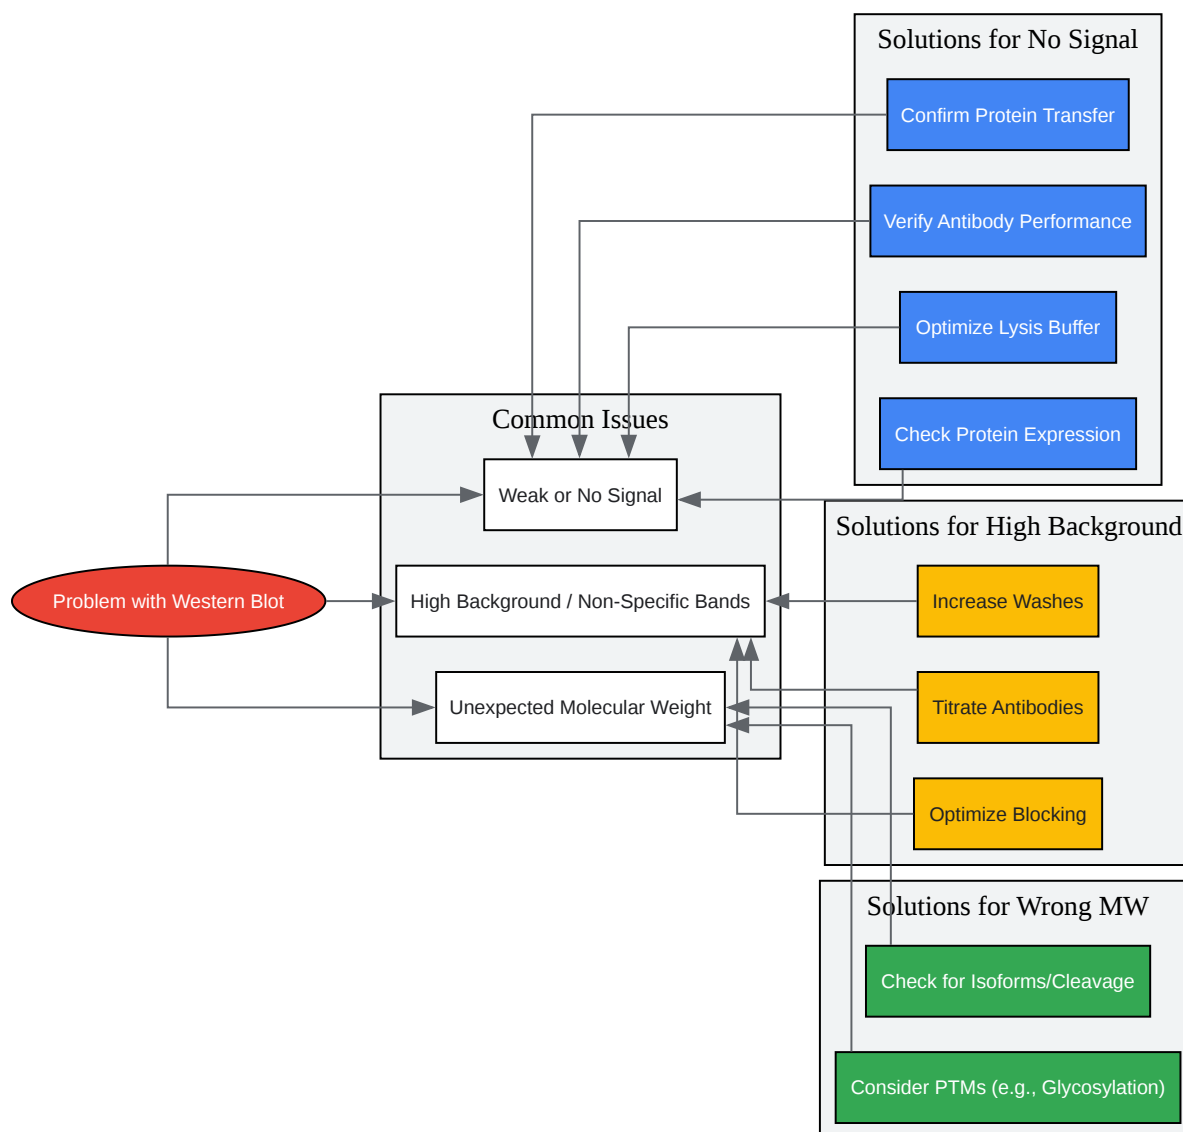 Solutions for No Signal
Confirm Protein Transfer
Verify Antibody Performance
Optimize Lysis Buffer
Check Protein Expression
Common Issues
Weak or No Signal
High Background / Non-Specific Bands
Unexpected Molecular Weight
Problem with Western Blot
Solutions for High Background
Increase Washes
Titrate Antibodies
Optimize Blocking
Solutions for Wrong MW
Check for Isoforms/Cleavage
Consider PTMs (e.g., Glycosylation)